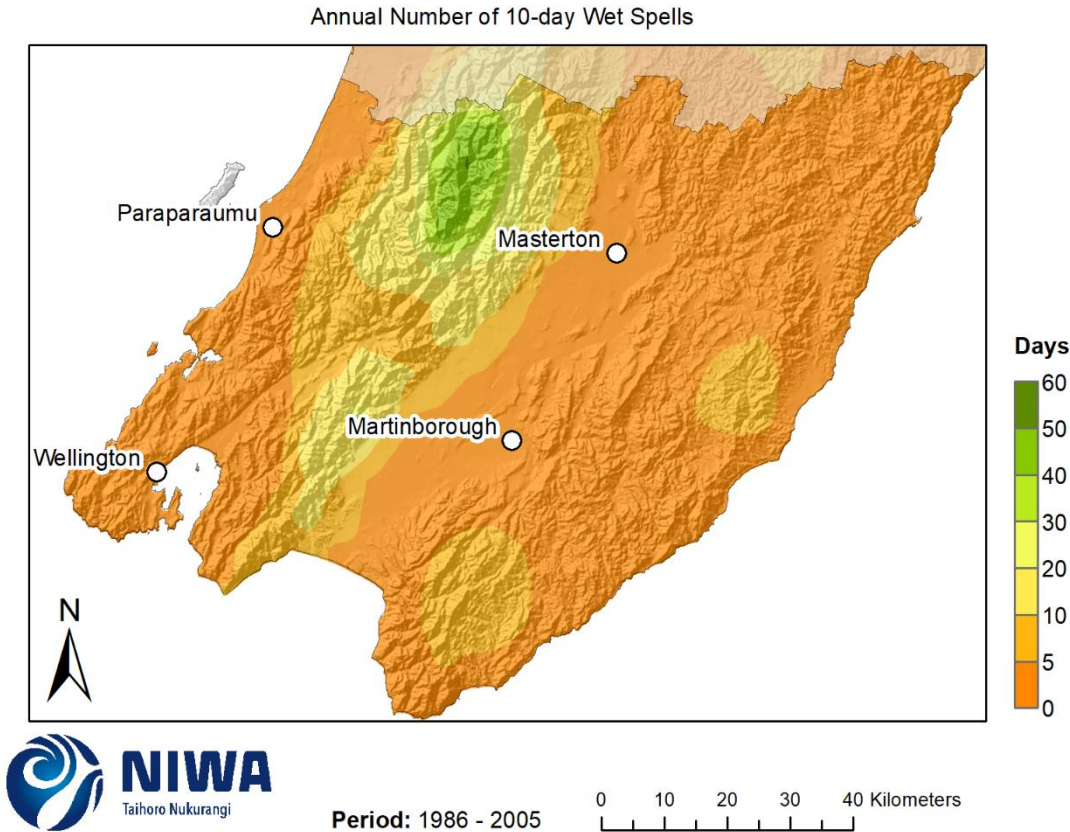 Annual Number of 10-day Wet Spells
Paraparaumu
Masterton
Martinborough
Wellington
N
Days
60
50
40
30
20
10
5
0
NIWA
Taihoro Nukurangi
Period: 1986 - 2005
0 10 20 30 40 Kilometers